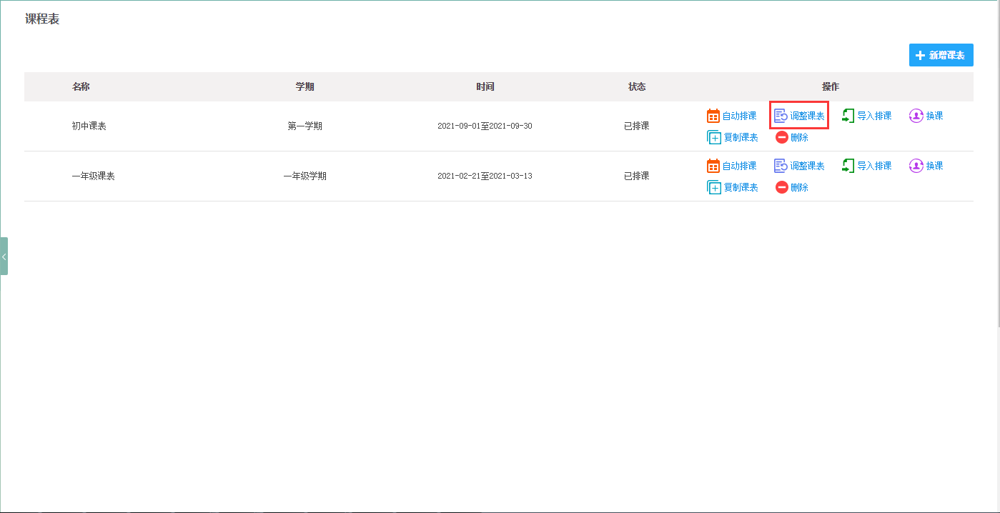 课程表
新增课表
名称 学期 时间 状态 操作
初中课表 第一学期 2021-09-01至2021-09-30 已排课 自动排课 调整课表 导入排课 换课
复制课表 删除
一年级课表 一年级学期 2021-02-21至2021-03-13 已排课 自动排课 调整课表 导入排课 换课
复制课表 删除